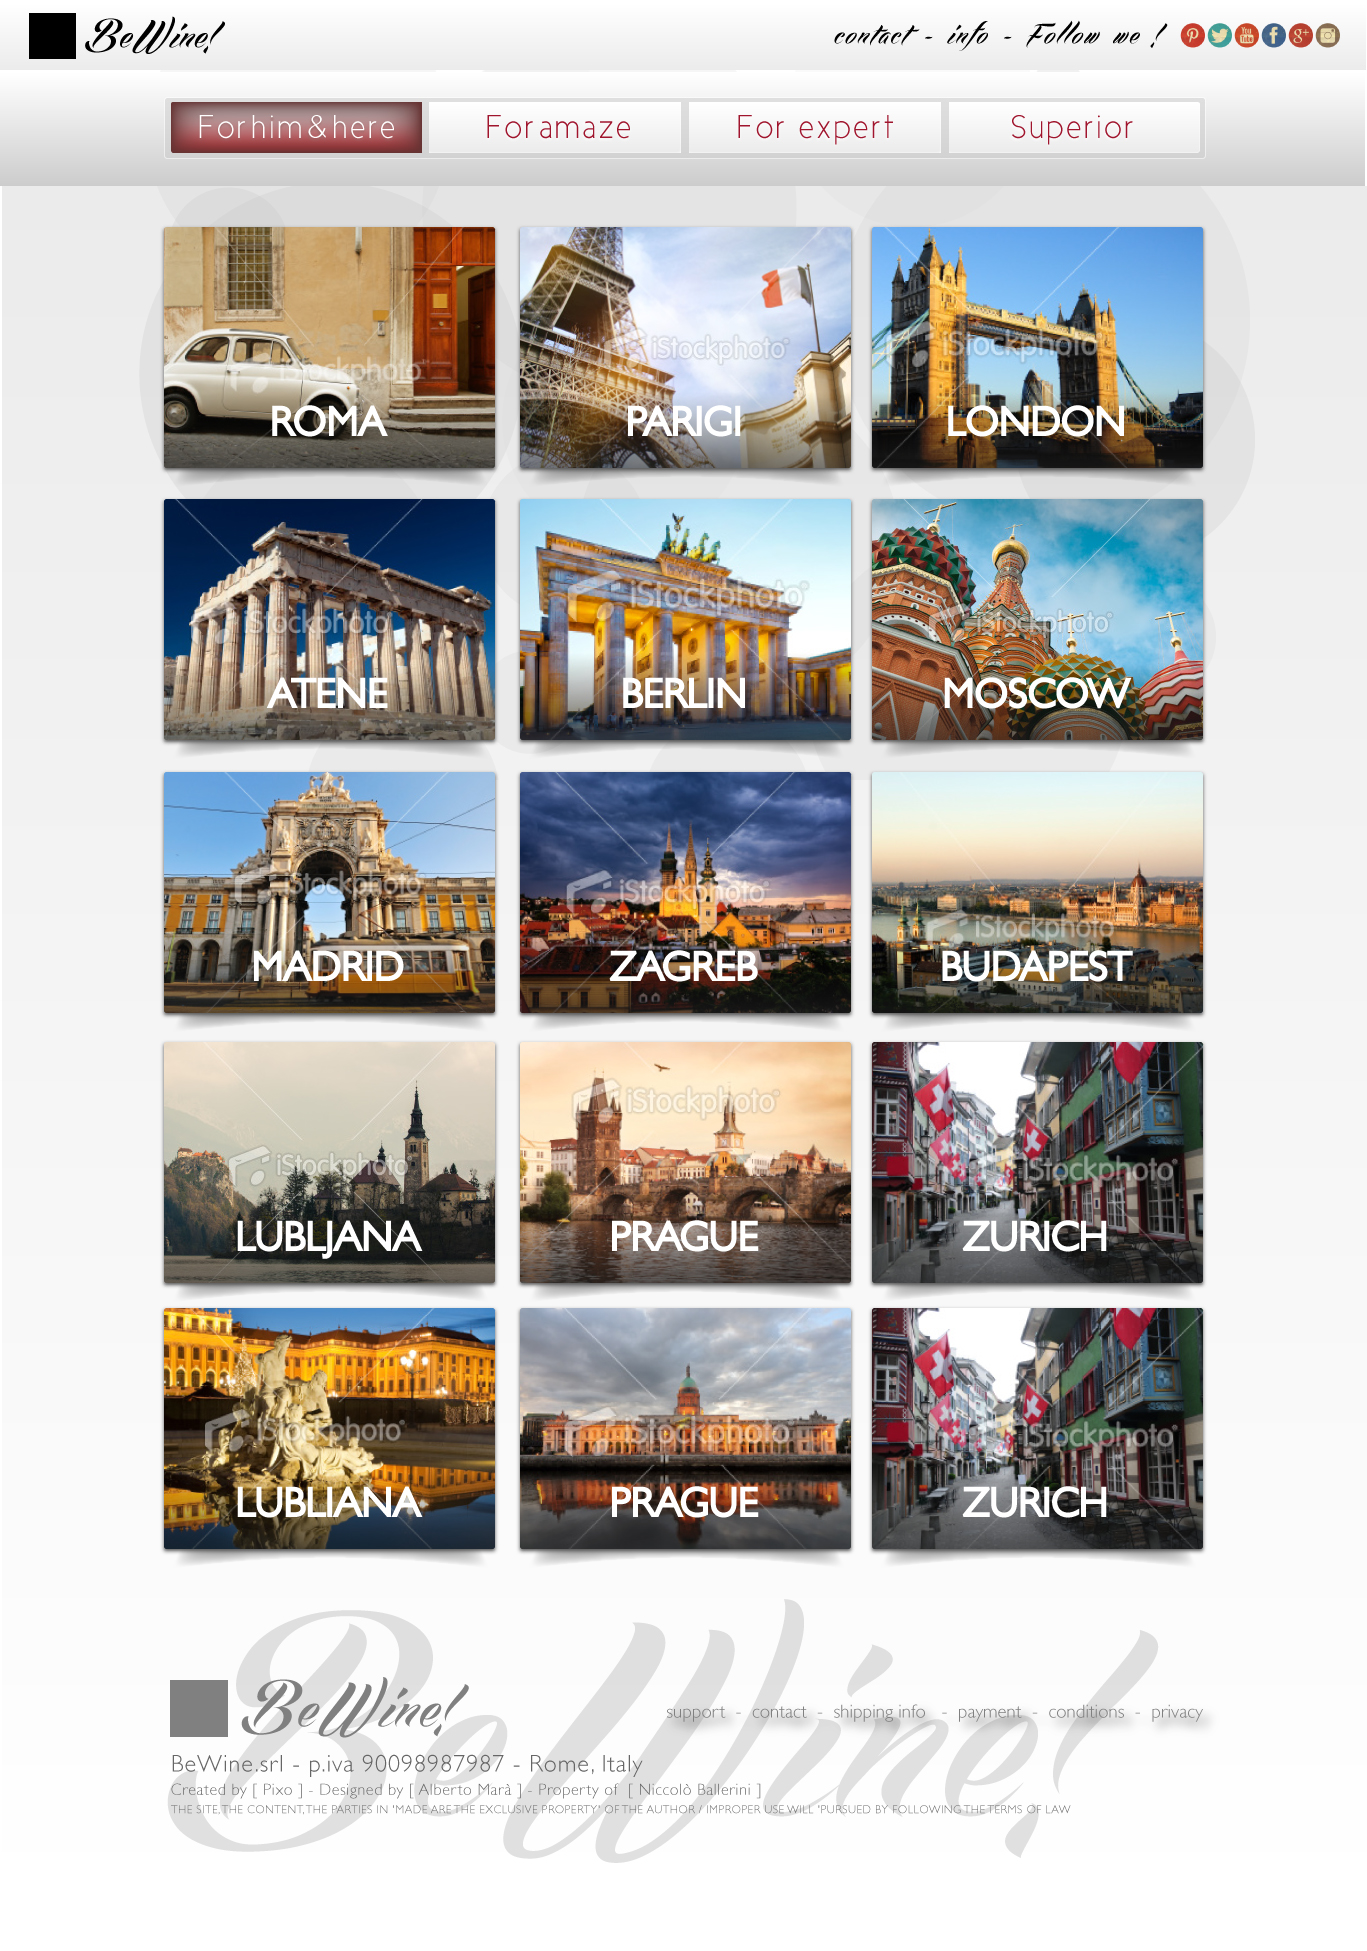 BeWine!
contact - info - Follow we !
Forhim&here
Foramaze
For expert
Superior
iStockphoto
ROMA
iStockphoto
PARIGI
iStockphoto
LONDON
iStockphoto
ATENE
iStockphoto
BERLIN
iStockphoto
MOSCOW
iStockphoto
MADRID
iStockphoto
ZAGREB
iStockphoto
BUDAPEST
iStockphoto
LUBLJANA
iStockphoto
PRAGUE
iStockphoto
ZURICH
iStockphoto
LUBLIANA
iStockphoto
PRAGUE
iStockphoto
ZURICH
BeWine!
BeWine!
support - contact - shipping info - payment - conditions - privacy
BeWine.srl - p.iva 90098987987 - Rome, Italy
Created by [ Pixo ] - Designed by [ Alberto Marà ] - Property of [ Niccolò Ballerini ]
THE SITE, THE CONTENT, THE PARTIES IN 'MADE ARE THE EXCLUSIVE PROPERTY' OF THE AUTHOR / IMPROPER USE WILL 'PURSUED BY FOLLOWING THE TERMS OF LAW